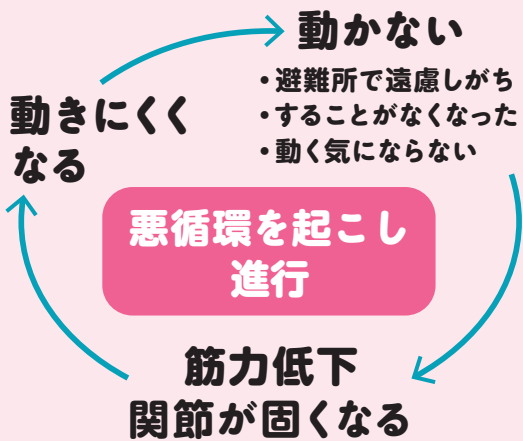 動かない
・避難所で遠慮しがち
・することがなくなった
・動く気にならない
動きにくく
なる
悪循環を起こし
進行
筋力低下
関節が固くなる